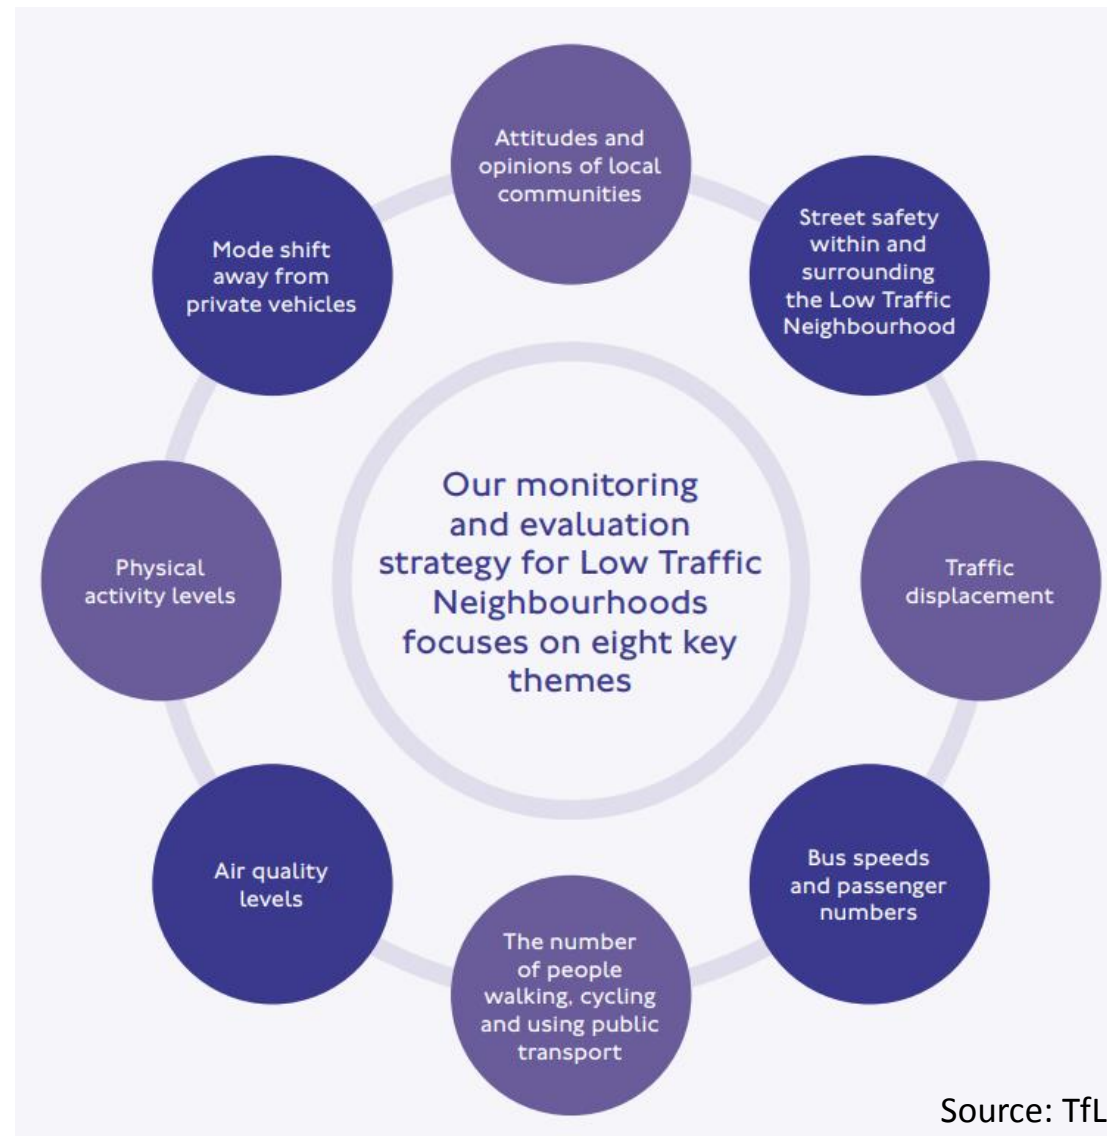 Attitudes and
opinions of local
communities
Street safety
within and
surrounding
the Low Traffic
Neighbourhood
Traffic
displacement
Bus speeds
and passenger
numbers
The number
of people
walking, cycling
and using public
transport
Air quality
levels
Physical
activity levels
Mode shift
away from
private vehicles
Our monitoring
and evaluation
strategy for Low Traffic
Neighbourhoods
focuses on eight key
themes
Source: TfL